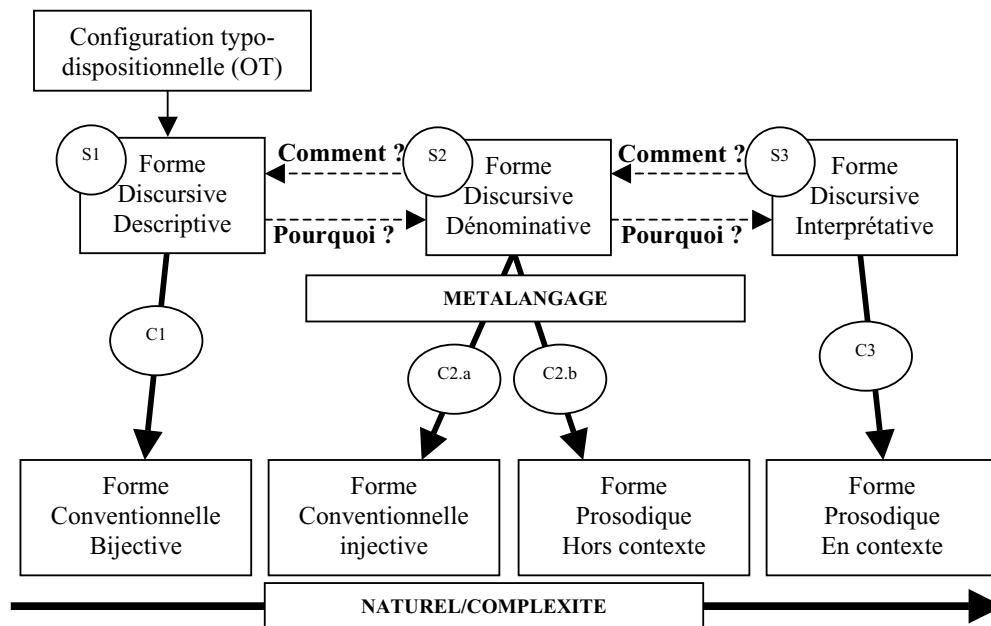 Configuration typo-
dispositionnelle (OT)
S1
Forme
Discursive
Descriptive
Comment ?
Pourquoi ?
S2
Forme
Discursive
Dénominative
Comment ?
Pourquoi ?
S3
Forme
Discursive
Interprétative
METALANGAGE
C1
C2.a
C2.b
C3
Forme
Conventionnelle
Bijective
Forme
Conventionnelle
injective
Forme
Prosodique
Hors contexte
Forme
Prosodique
En contexte
NATUREL/COMPLEXITE